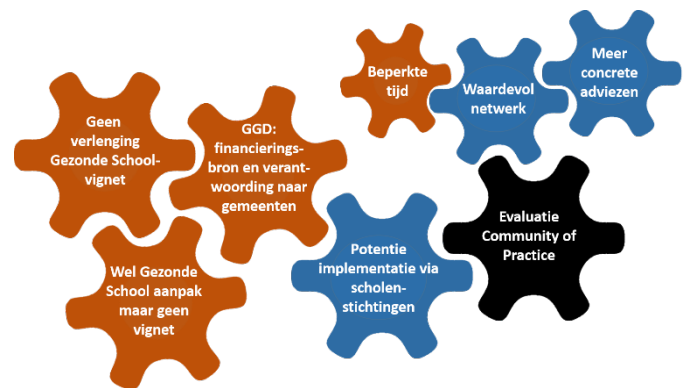 Geen
verlenging
Gezonde School-
vignet
GGD:
financierings-
bron en verant-
woording naar
gemeenten
Wel Gezonde
School aanpak
maar geen
vignet
Beperkte
tijd
Waardevol
netwerk
Meer
concrete
adviezen
Potentie
implementatie via
scholen-
stichtingen
Evaluatie
Community of
Practice